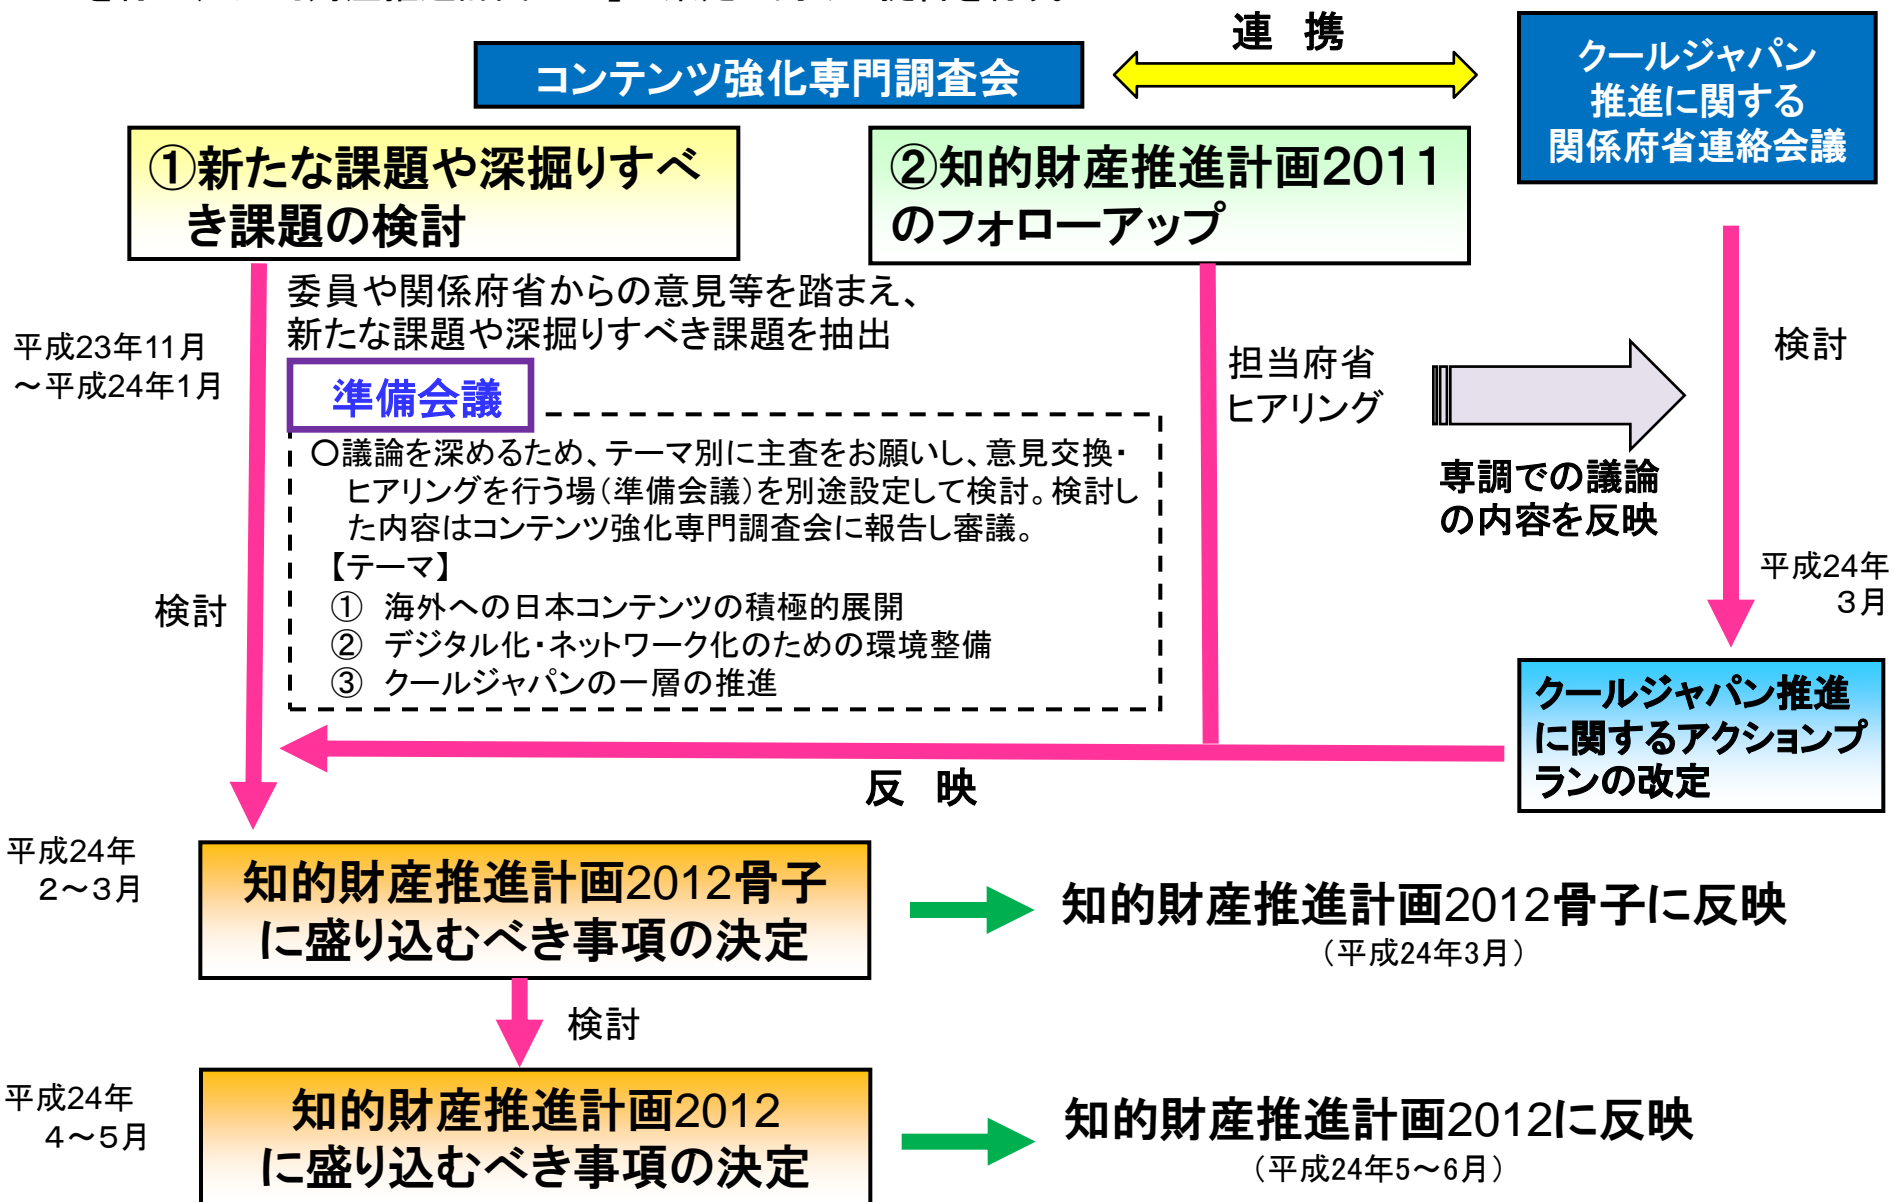 連 携
コンテンツ強化専門調査会
クールジャパン
推進に関する
関係府省連絡会議
①新たな課題や深掘りすべ
き課題の検討
②知的財産推進計画2011
のフォローアップ
委員や関係府省からの意見等を踏まえ、
新たな課題や深掘りすべき課題を抽出
平成23年11月
～平成24年1月
担当府省
ヒアリング
検討
準備会議
○議論を深めるため、テーマ別に主査をお願いし、意見交換・
ヒアリングを行う場（準備会議）を別途設定して検討。検討し
た内容はコンテンツ強化専門調査会に報告し審議。
【テーマ】
① 海外への日本コンテンツの積極的展開
② デジタル化・ネットワーク化のための環境整備
③ クールジャパンの一層の推進
専調での議論
の内容を反映
検討
平成24年
3月
クールジャパン推進
に関するアクションプ
ランの改定
反 映
平成24年
2～3月
知的財産推進計画2012骨子
に盛り込むべき事項の決定
知的財産推進計画2012骨子に反映
（平成24年3月）
検討
平成24年
4～5月
知的財産推進計画2012
に盛り込むべき事項の決定
知的財産推進計画2012に反映
（平成24年5～6月）